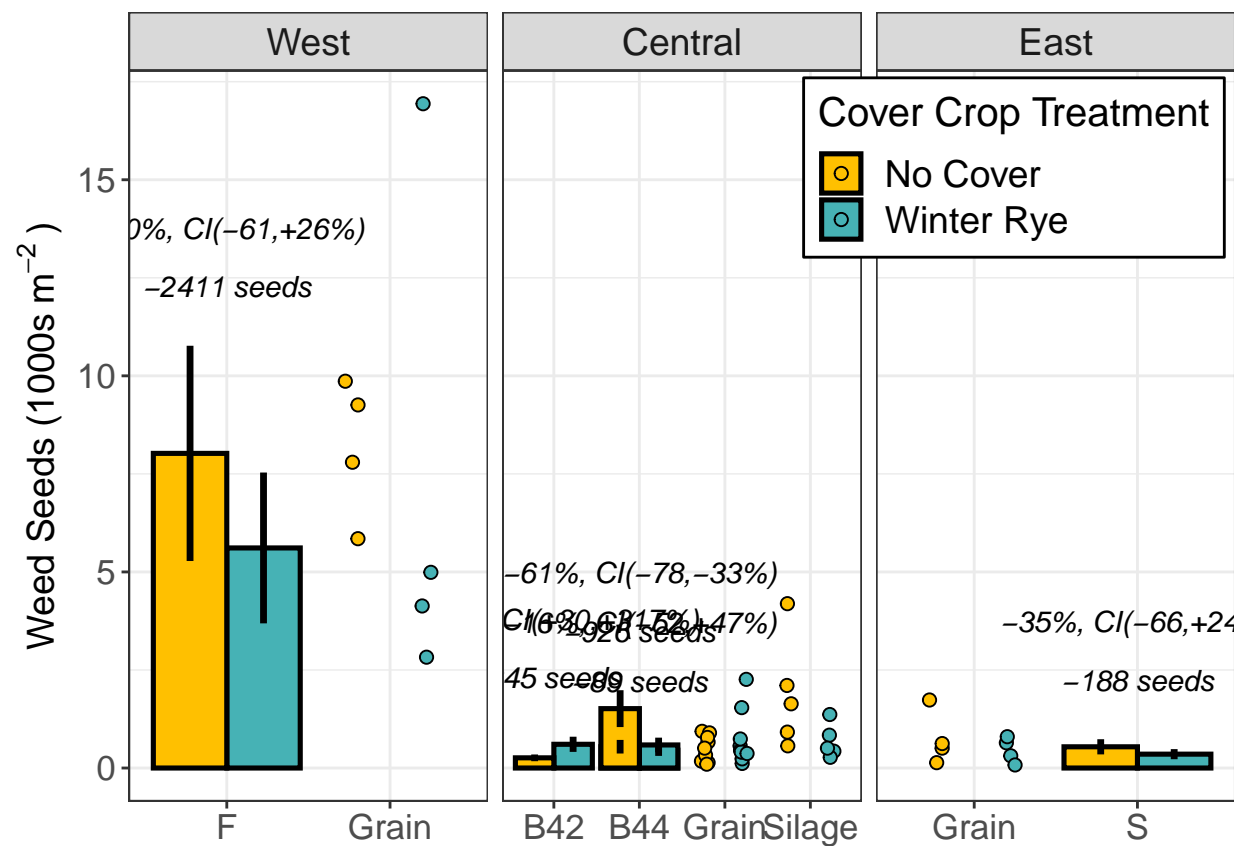 West Central East
Cover Crop Treatment
No Cover
Winter Rye
Weed Seeds (1000s m−2 )
15
10
5
0
0%, CI(−61,+26%)
−2411 seeds
−61%, CI(−78,−33%)
−928 seeds
45 seeds
−89 seeds
−35%, CI(−66,+24
−188 seeds
F Grain B42 B44 Grain Silage Grain S